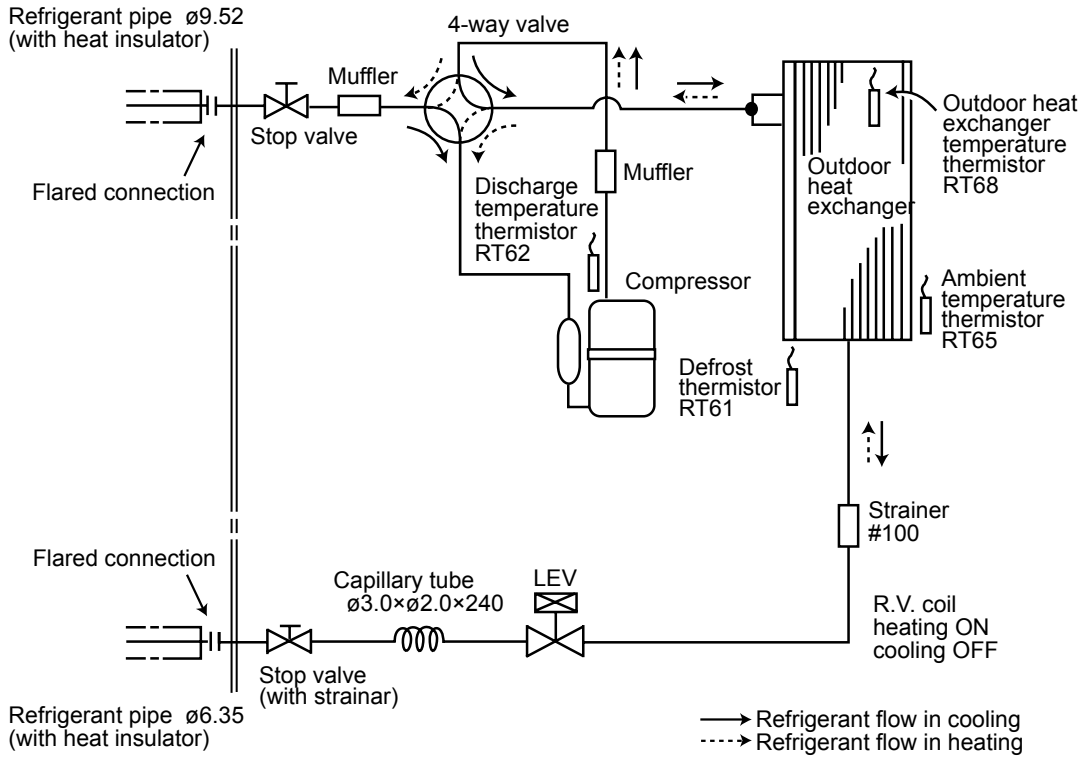 Refrigerant pipe ø9.52
(with heat insulator)
4-way valve
Muffler
Stop valve
Flared connection
Outdoor heat
exchanger
temperature
thermistor
RT68
Outdoor
heat
exchanger
Muffler
Discharge
temperature
thermistor
RT62
Compressor
Ambient
temperature
thermistor
RT65
Defrost
thermistor
RT61
Strainer
#100
Flared connection
Capillary tube
ø3.0×ø2.0×240
LEV
R.V. coil
heating ON
cooling OFF
Stop valve
(with strainar)
Refrigerant pipe ø6.35
(with heat insulator)
Refrigerant flow in cooling
Refrigerant flow in heating